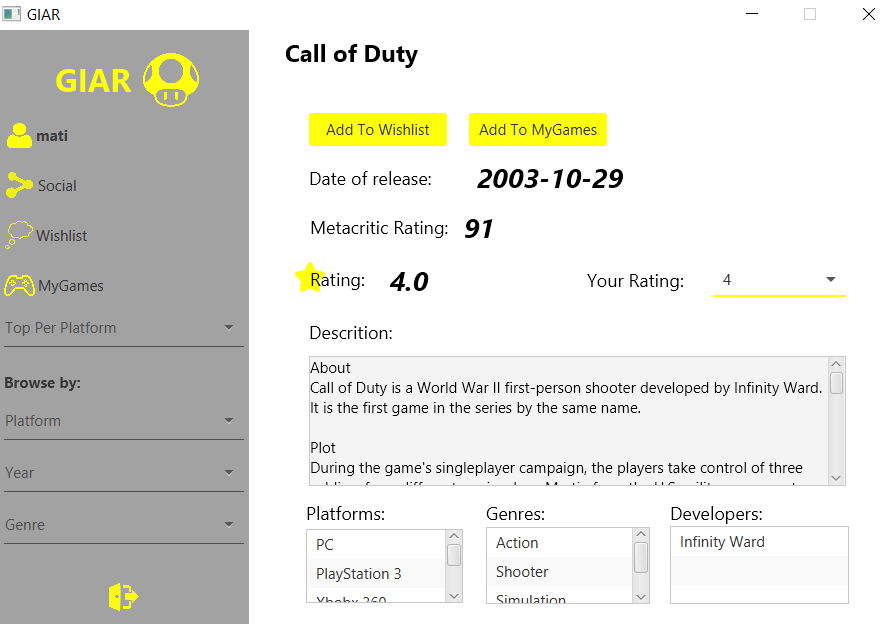 GIAR
GIAR
mati
Social
Wishlist
MyGames
Top Per Platform
Browse by:
Platform
Year
Genre
Call of Duty
Add To Wishlist
Add To MyGames
Date of release: 2003-10-29
Metacritic Rating: 91
Rating: 4.0
Your Rating: 4
Descrition:
About
Call of Duty is a World War II first-person shooter developed by Infinity Ward.
It is the first game in the series by the same name.
Plot
During the game's singleplayer campaign, the players take control of three
Platforms:
PC
PlayStation 3
Genres:
Action
Shooter
Simulation
Developers:
Infinity Ward